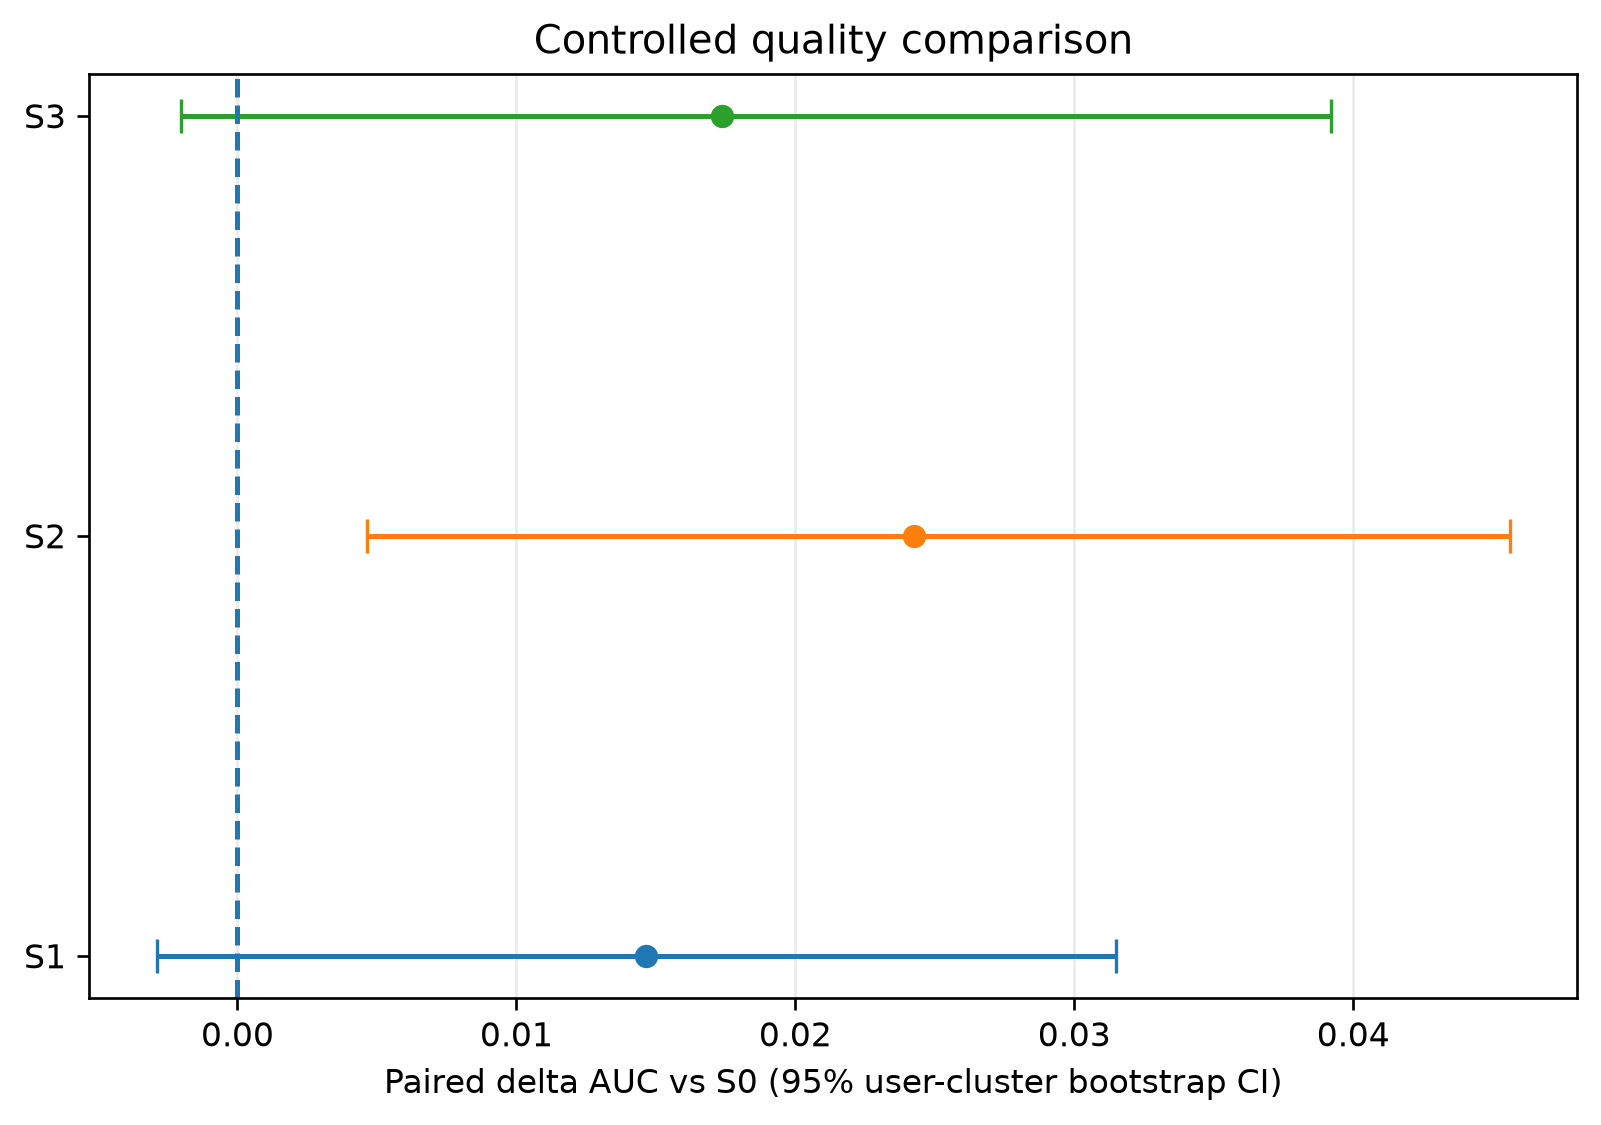 Controlled quality comparison
S3
S2
S1
0.00 0.01 0.02 0.03 0.04
Paired delta AUC vs S0 (95% user-cluster bootstrap CI)